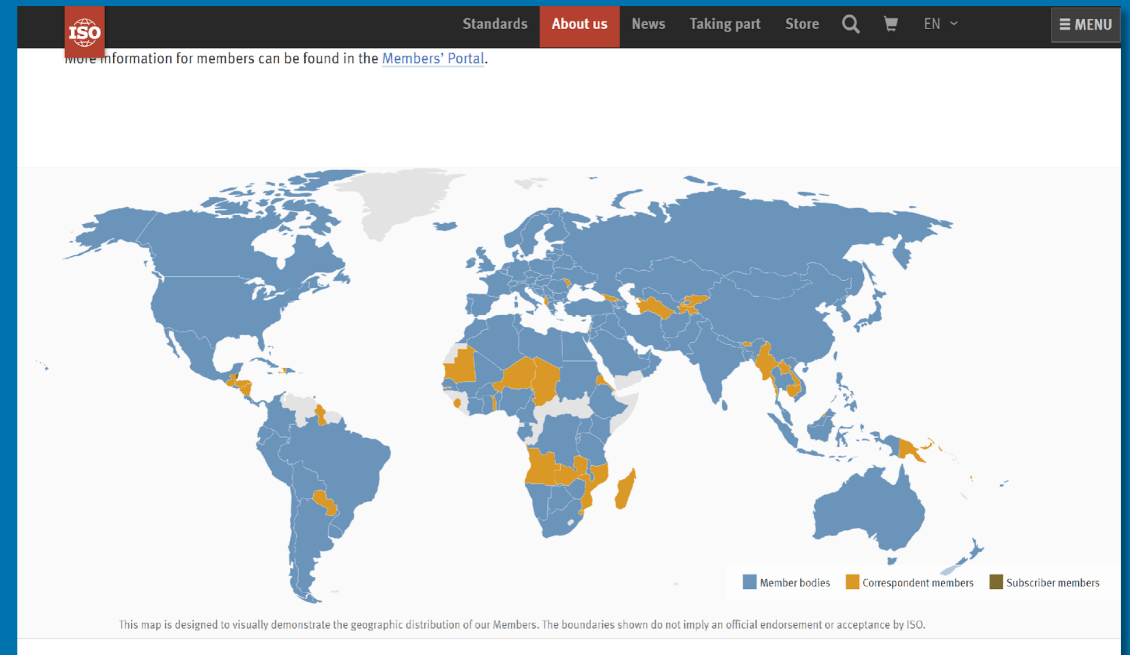 ISO
Standards About us News Taking part Store EN MENU
More information for members can be found in the Members' Portal.
Member bodies Correspondent members Subscriber members
This map is designed to visually demonstrate the geographic distribution of our Members. The boundaries shown do not imply an official endorsement or acceptance by ISO.